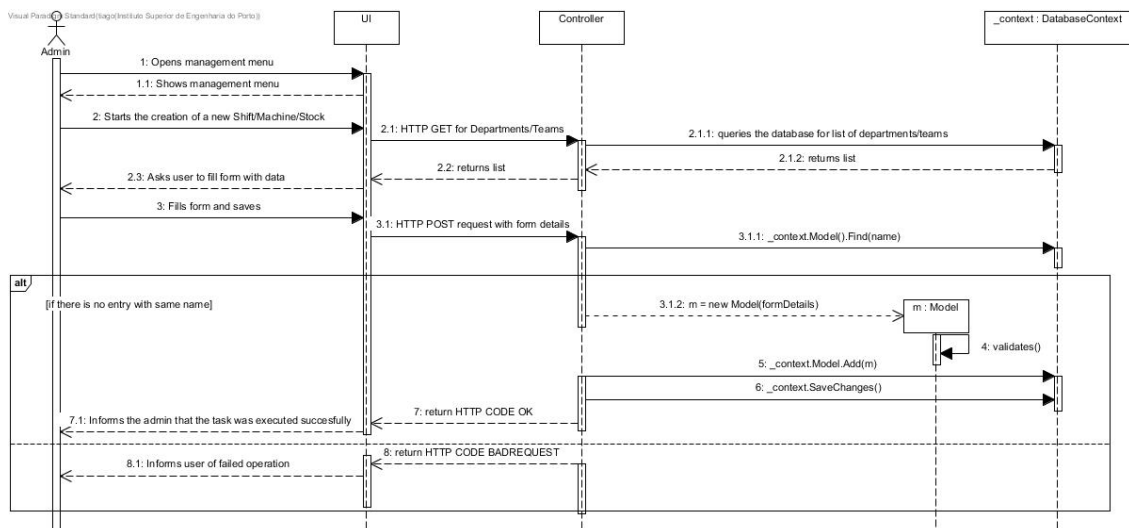 Visual Paradigm Standard(tiago(Instituto Superior de Engenharia do Porto))
UI
Controller
_context : DatabaseContext
Admin
1: Opens management menu
1.1: Shows management menu
2: Starts the creation of a new Shift/Machine/Stock
2.1: HTTP GET for Departments/Teams
2.1.1: queries the database for list of departments/teams
2.1.2: returns list
2.2: returns list
2.3: Asks user to fill form with data
3: Fills form and saves
3.1: HTTP POST request with form details
3.1.1: _context.Model().Find(name)
alt
[if there is no entry with same name]
3.1.2: m = new Model(formDetails)
m : Model
4: validates()
5: _context.Model.Add(m)
6: _context.SaveChanges()
7: return HTTP CODE OK
7.1: Informs the admin that the task was executed succesfully
8: return HTTP CODE BADREQUEST
8.1: Informs user of failed operation